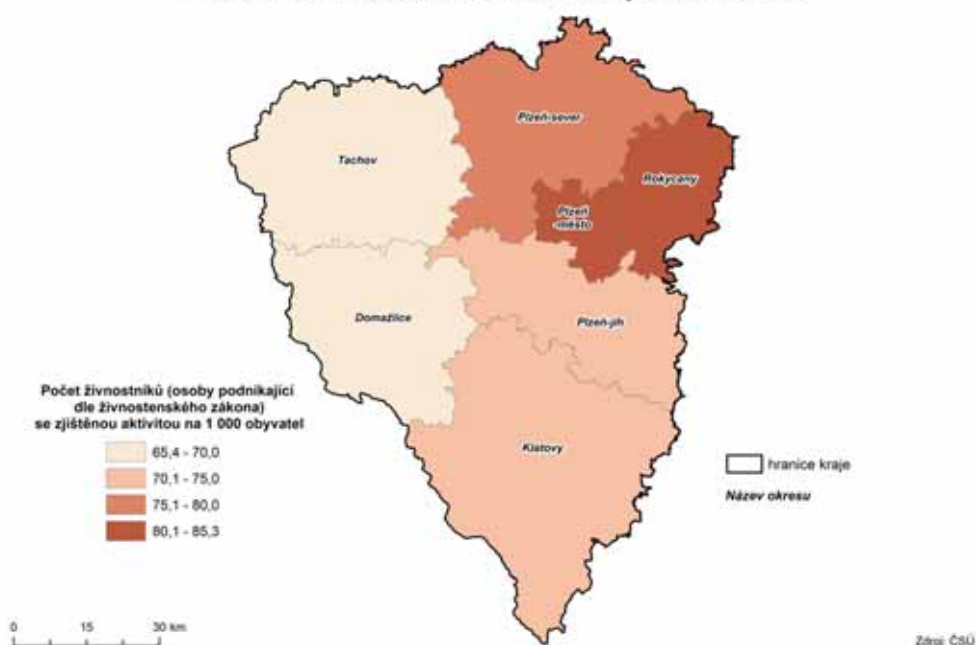 Plzeň-sever
Tachov
Rokycany
Plzeň
-město
Domažlice
Plzeň-jih
Počet živnostníků (osoby podnikající
dle živnostenského zákona)
se zjištěnou aktivitou na 1 000 obyvatel
65,4 - 70,0
70,1 - 75,0
75,1 - 80,0
80,1 - 85,3
Klatovy
hranice kraje
Název okresu
0 15 30 km
Zdroj: ČSÚ